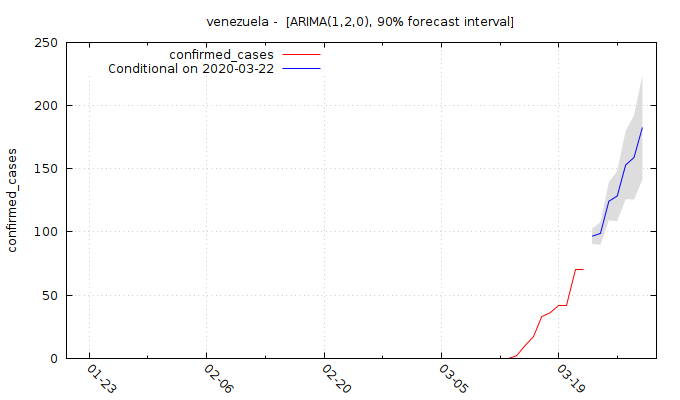 venezuela -  [ARIMA(1,2,0), 90% forecast interval]
confirmed_cases
Conditional on 2020-03-22
confirmed_cases
250
200
150
100
50
0
01-23
02-06
02-20
03-05
03-19